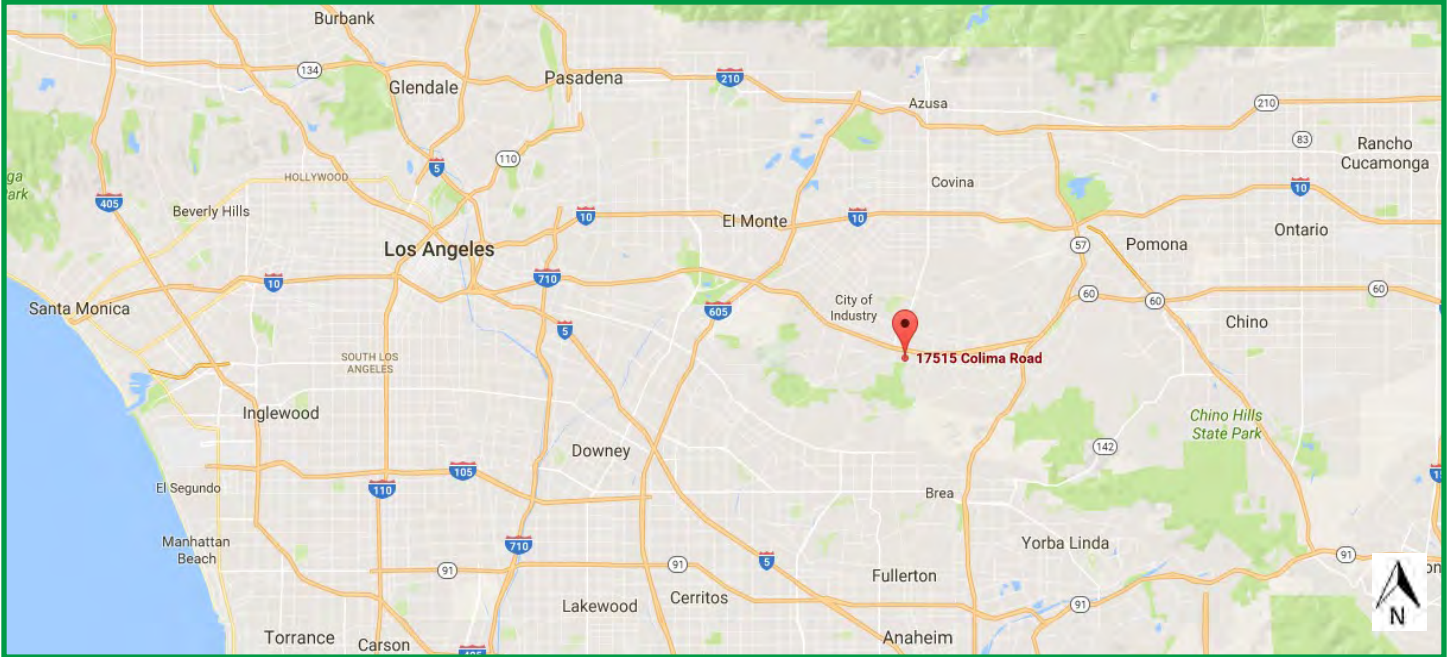 Burbank
134
Glendale
Pasadena
210
Azusa
210
83
Rancho
Cucamonga
5
110
HOLLYWOOD
Covina
10
405
Beverly Hills
10
El Monte
10
Los Angeles
57
Pomona
Ontario
10
710
605
60
60
60
Santa Monica
5
City of
Industry
Chino
17515 Colima Road
SOUTH LOS
ANGELES
Inglewood
Chino Hills
State Park
Downey
142
105
110
El Segundo
Brea
Manhattan
Beach
710
Yorba Linda
91
91
5
91
Fullerton
Lakewood
Cerritos
91
N
Torrance
Carson
Anaheim